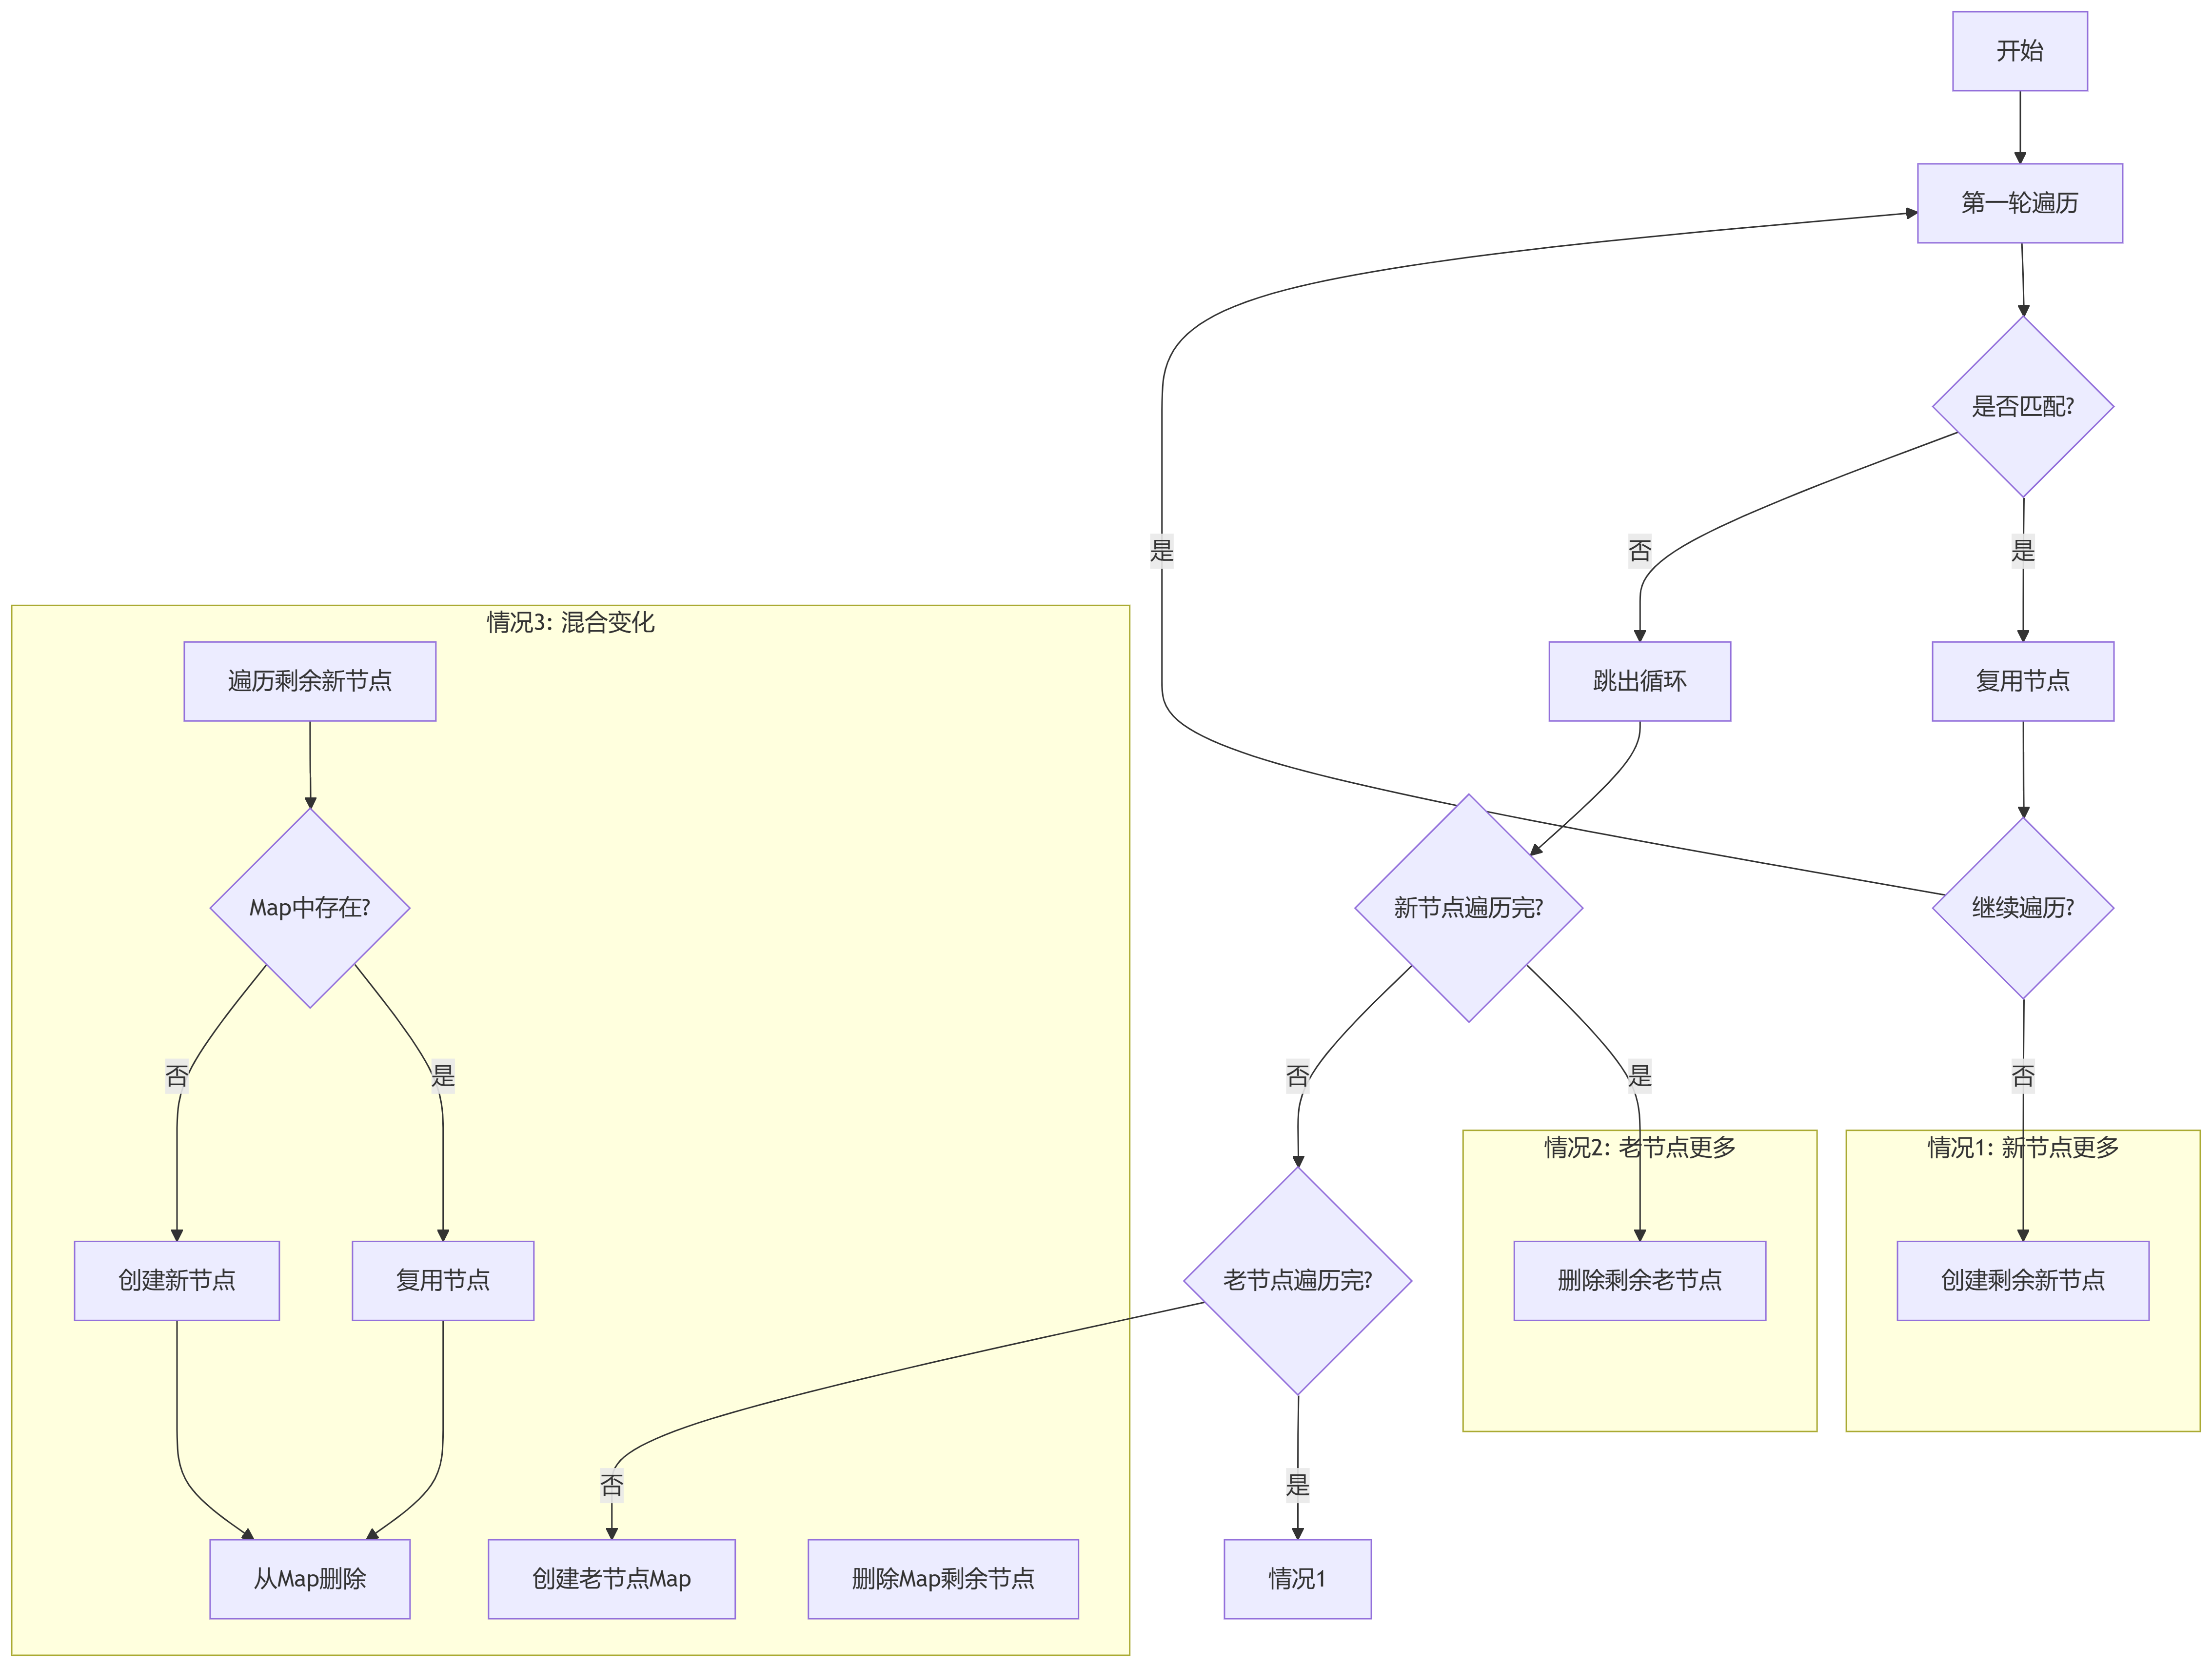 开始
第一轮遍历
是否匹配?
否
是
是
情况3: 混合变化
遍历剩余新节点
跳出循环
复用节点
Map中存在?
新节点遍历完?
继续遍历?
否
是
否
是
否
情况2: 老节点更多
情况1: 新节点更多
创建新节点
复用节点
老节点遍历完?
删除剩余老节点
创建剩余新节点
否
是
从Map删除
创建老节点Map
删除Map剩余节点
情况1